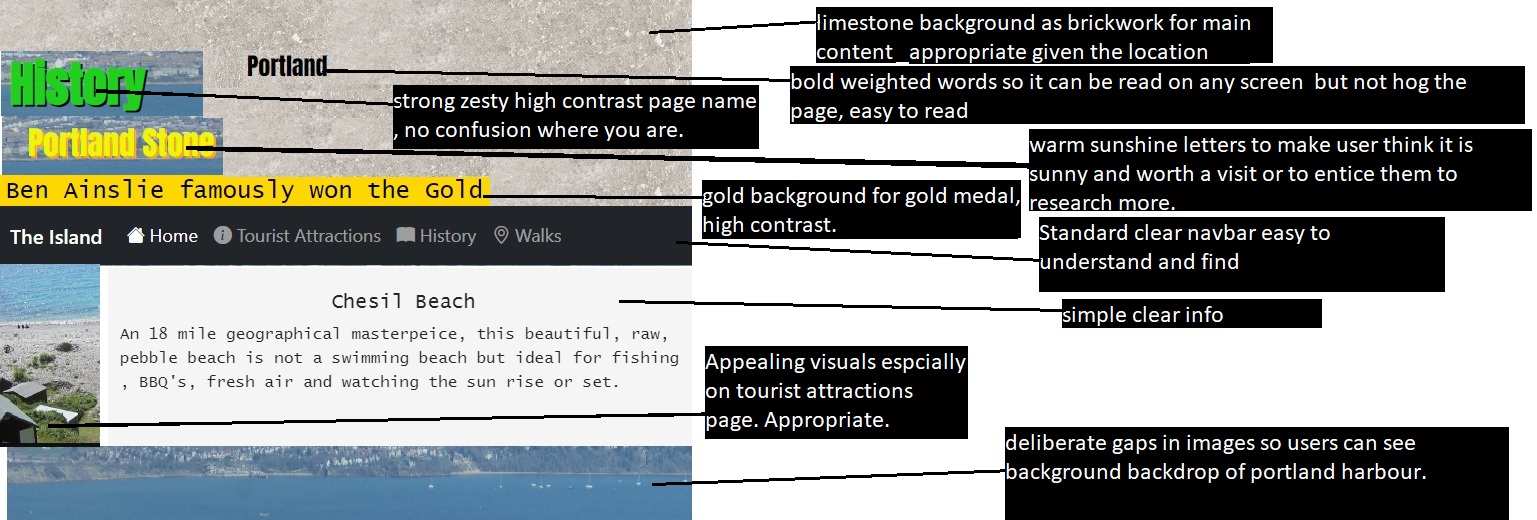 limestone background as brickwork for main
content _appropriate given the location
Portland
bold weighted words so it can be read on any screen but not hog the
page, easy to read
History
strong zesty high contrast page name
, no confusion where you are.
Portland Stone
warm sunshine letters to make user think it is
sunny and worth a visit or to entice them to
research more.
Ben Ainslie famously won the Gold
gold background for gold medal,
high contrast.
The Island Home Tourist Attractions History Walks
Standard clear navbar easy to
understand and find
Chesil Beach
simple clear info
An 18 mile geographical masterpeice, this beautiful, raw,
pebble beach is not a swimming beach but ideal for fishing
, BBQ's, fresh air and watching the sun rise or set.
Appealing visuals espcially
on tourist attractions
page. Appropriate.
deliberate gaps in images so users can see
background backdrop of portland harbour.